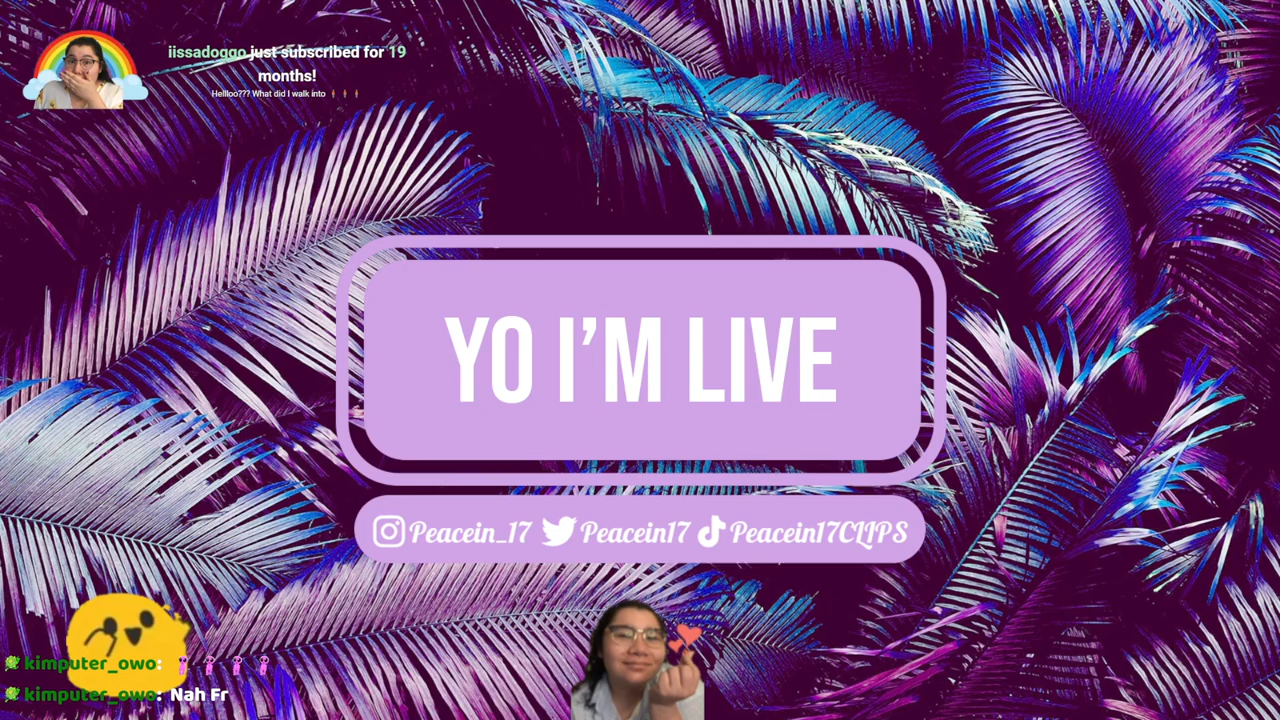 iissadoggo just subscribed for 19
months!
Hellloo??? What did I walk into
YO I'M LIVE
Peacein_17 Peacein17 Peacein17CLIPS
kimputer_owo:
kimputer_owo: Nah Fr